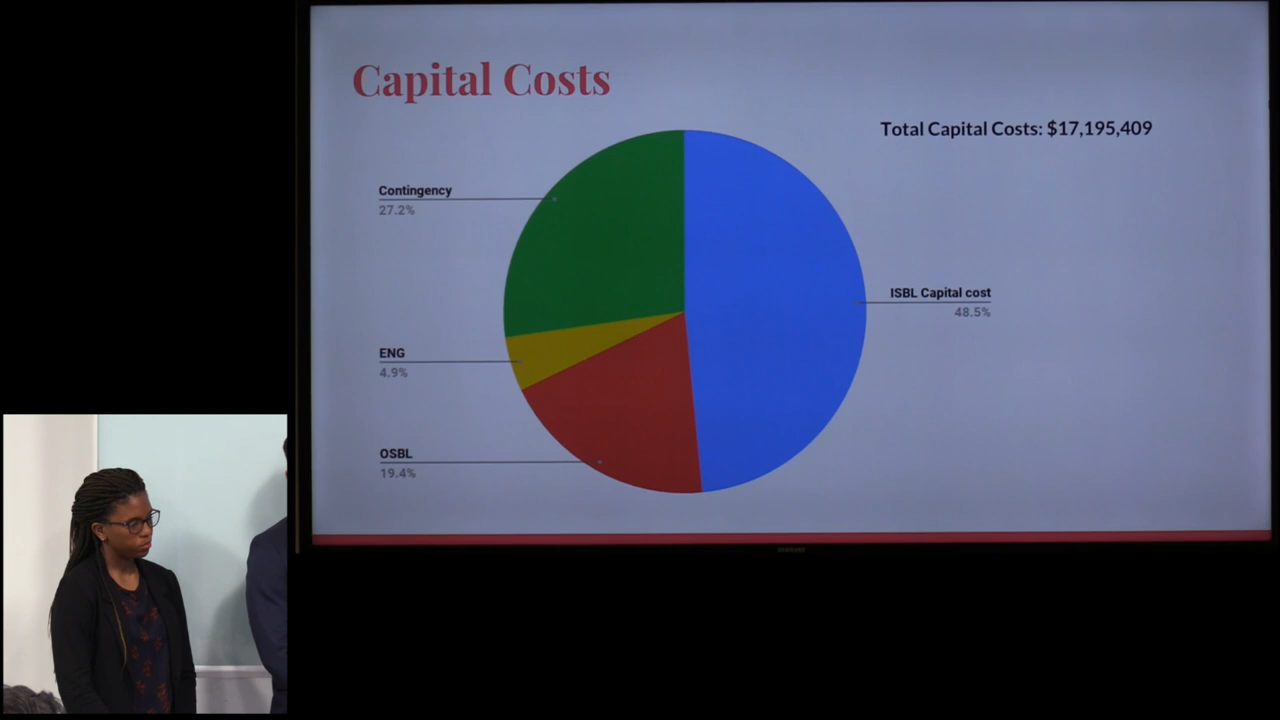 Capital Costs
Total Capital Costs: $17,195,409
Contingency
27.2%
ISBL Capital cost
48.5%
ENG
4.9%
OSBL
19.4%
SAMSUNG